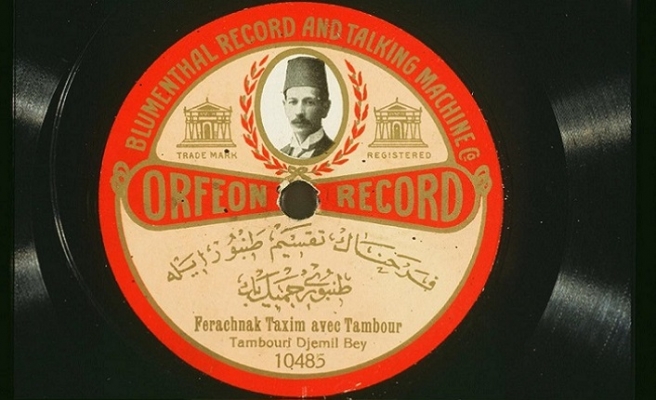 BLUMENTHAL RECORD AND TALKING MACHINE Co
TRADE MARK
REGISTERED
ORFEON RECORD
فرحناك تقسيم طنبور ايله
طنبورى جميل بك
Ferachnak Taxim avec Tambour
Tambouri Djemil Bey
10485